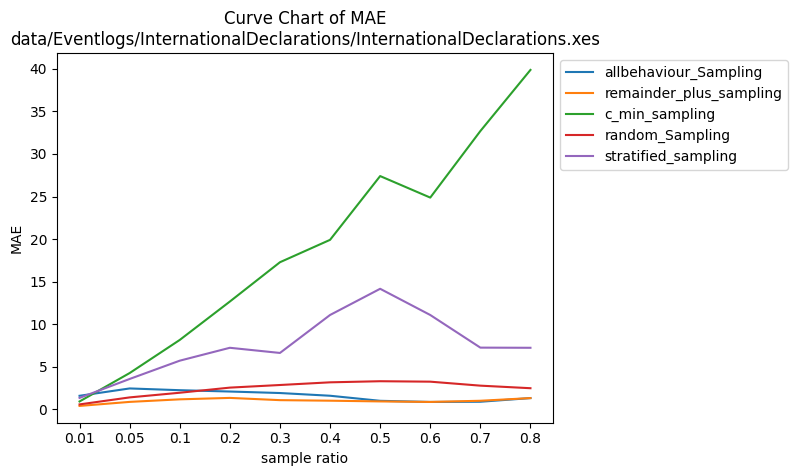 Curve Chart of MAE
data/Eventlogs/InternationalDeclarations/InternationalDeclarations.xes
allbehaviour_Sampling
remainder_plus_sampling
c_min_sampling
random_Sampling
stratified_sampling
MAE
40
35
30
25
20
15
10
5
0
0.01 0.05 0.1 0.2 0.3 0.4 0.5 0.6 0.7 0.8
sample ratio